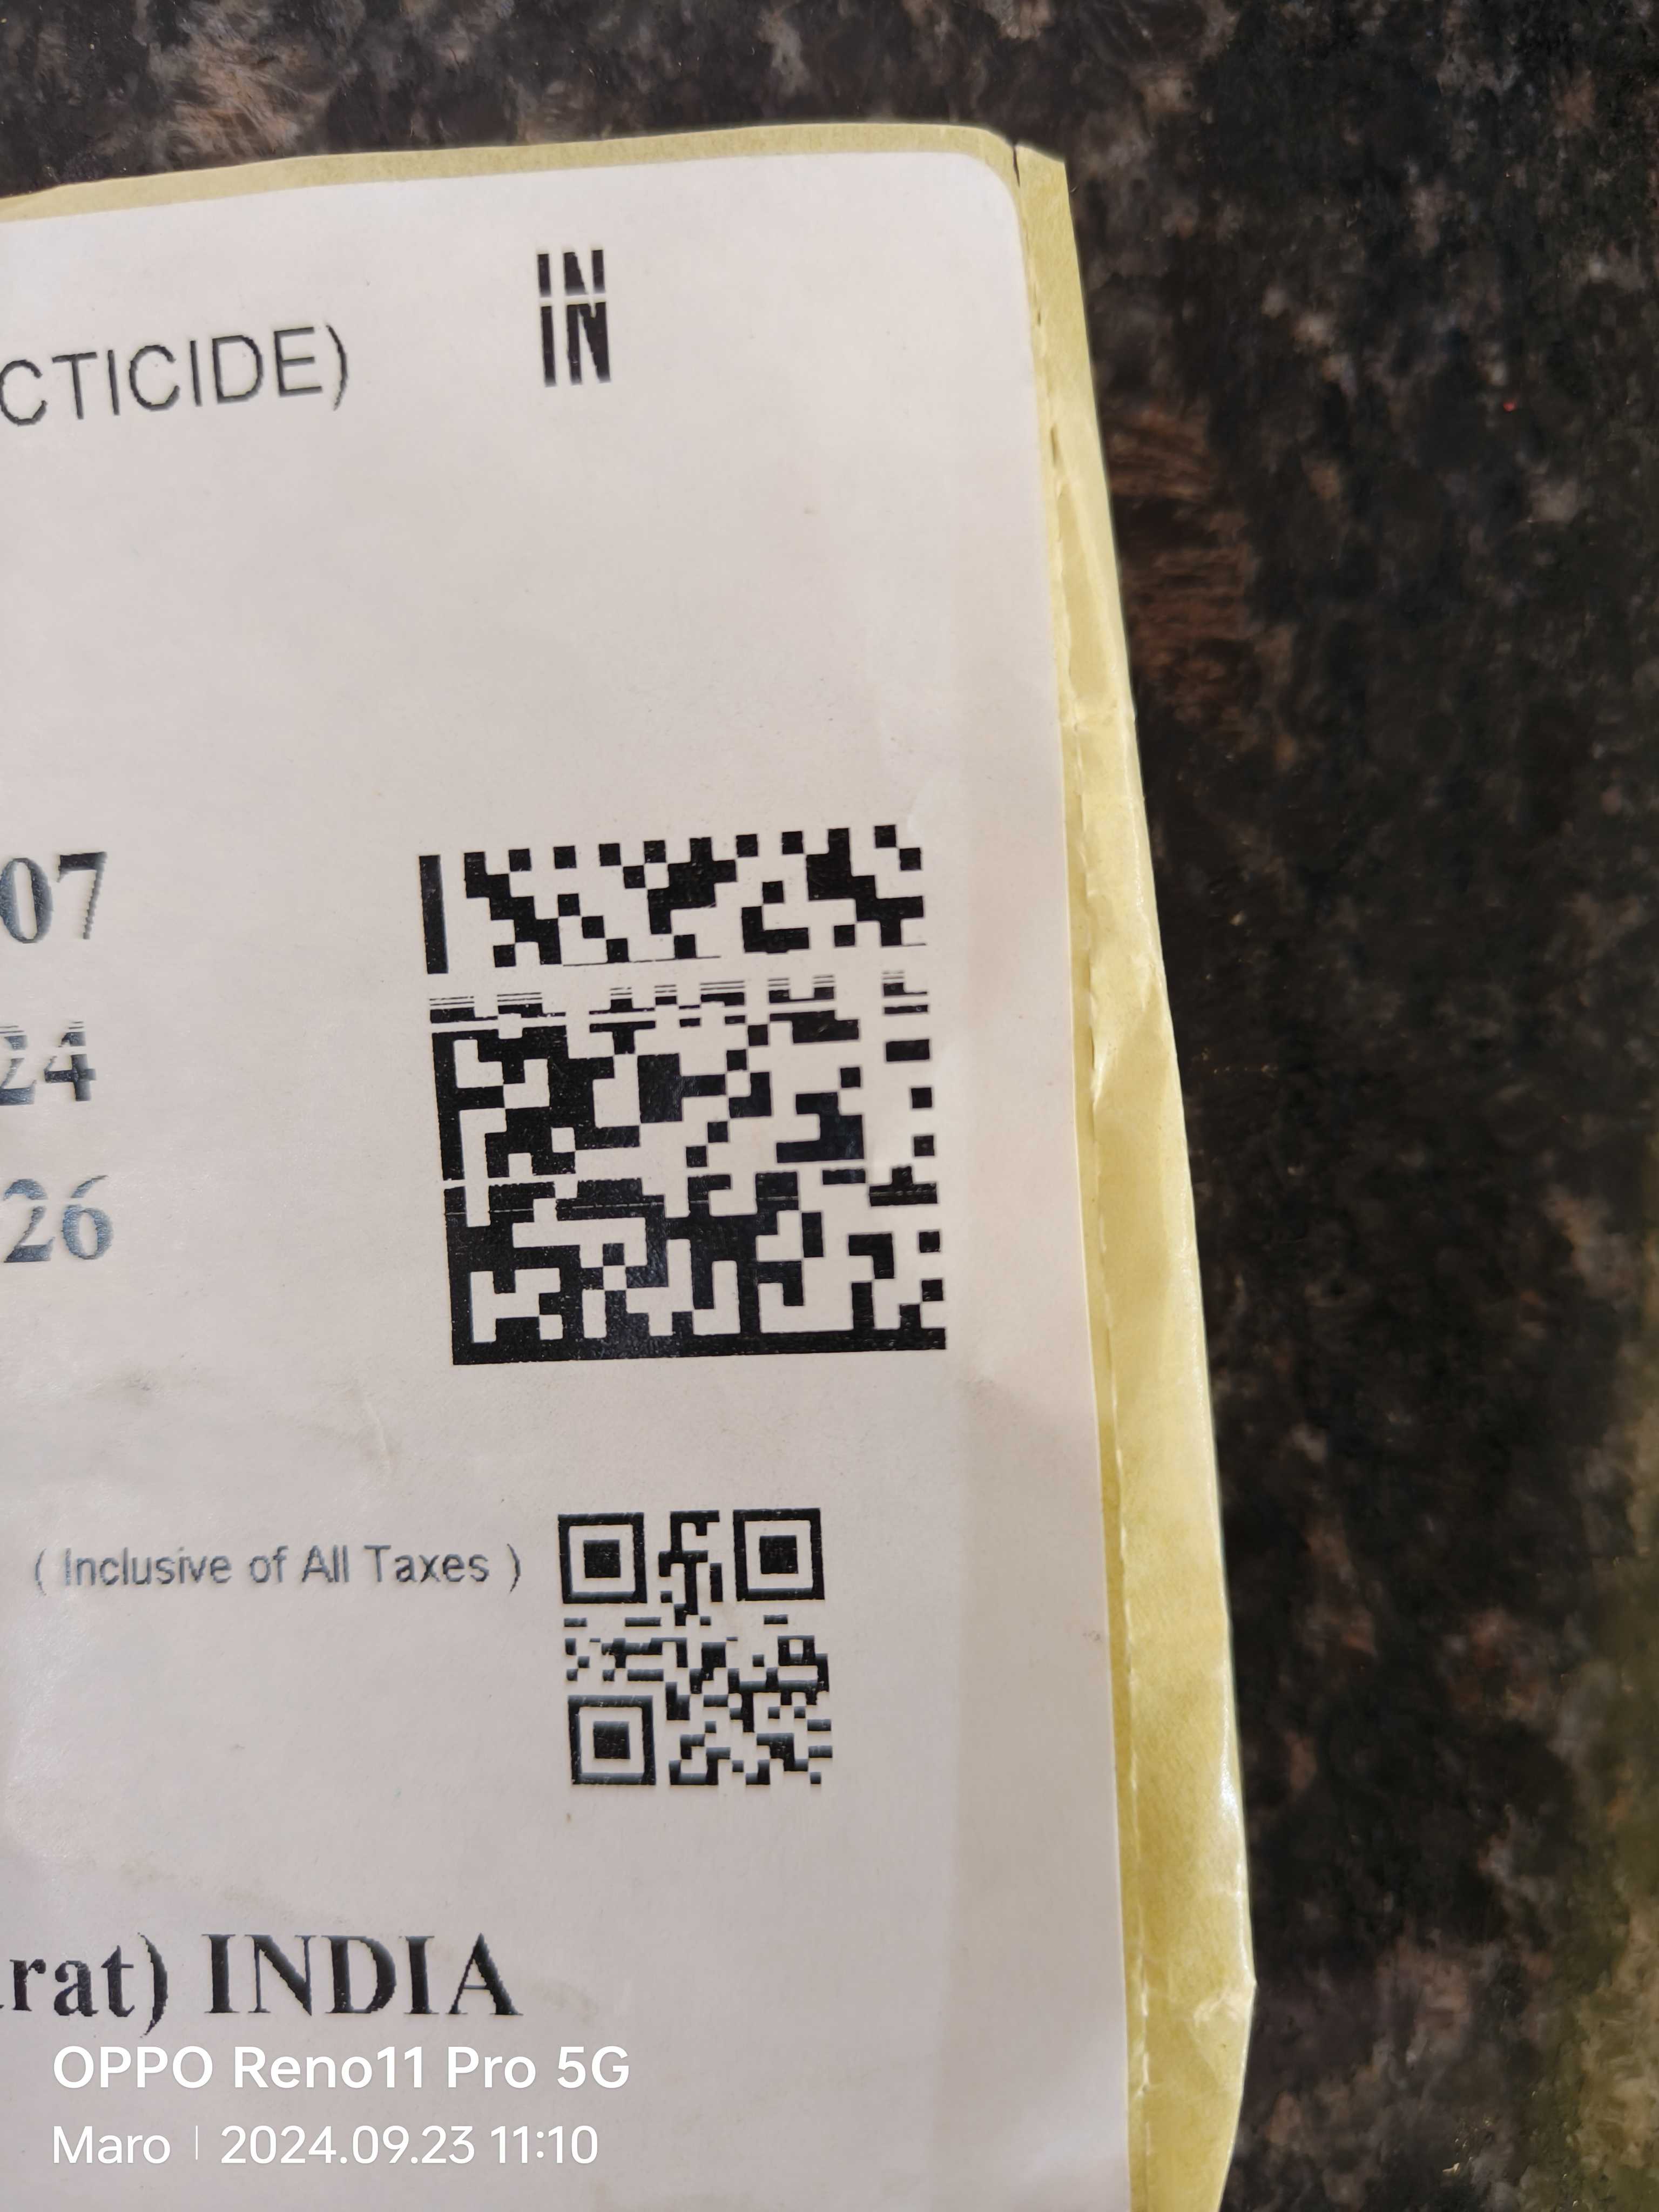 IN
IN
CTICIDE)
07
24
26
( Inclusive of All Taxes )
rat) INDIA
OPPO Reno11 Pro 5G
Maro | 2024.09.23 11:10